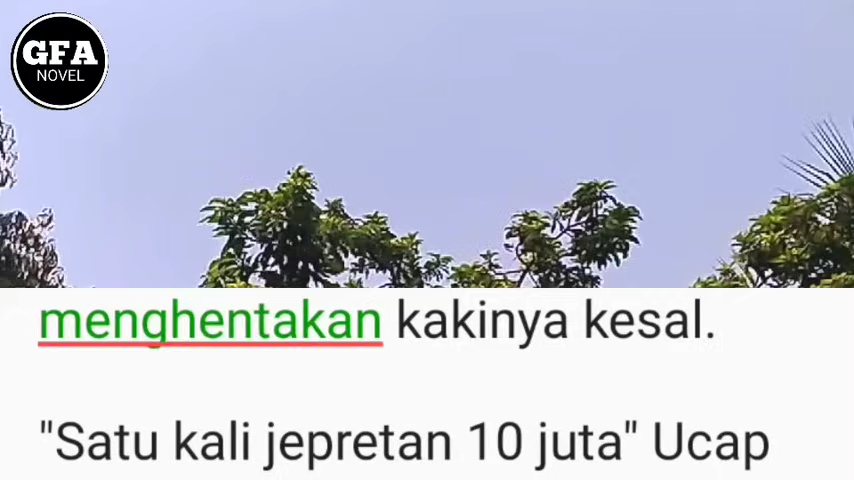 GFA
NOVEL
menghentakan kakinya kesal.
"Satu kali jepretan 10 juta" Ucap